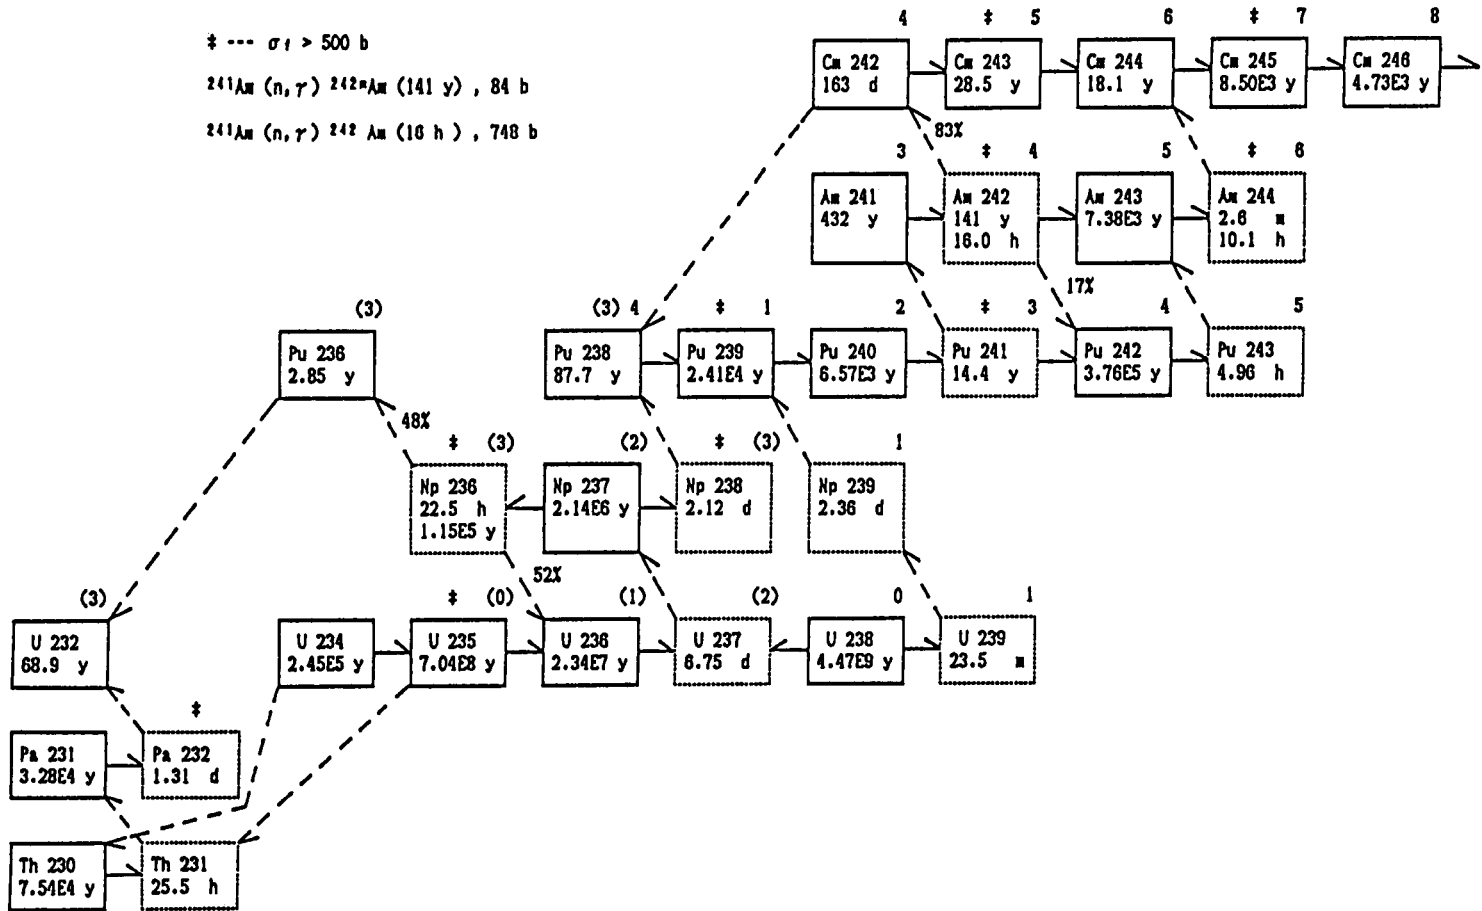 4 ‡ 5 6 ‡ 7 8
‡ --- σf > 500 b
²⁴¹Am (n,γ) ²⁴²ᵐAm (141 y) , 84 b
²⁴¹Am (n,γ) ²⁴² Am (16 h) , 748 b
Cm 242
163 d
Cm 243
28.5 y
Cm 244
18.1 y
Cm 245
8.50E3 y
Cm 246
4.73E3 y
83%
3 ‡ 4 5 ‡ 6
Am 241
432 y
Am 242
141 y
16.0 h
Am 243
7.38E3 y
Am 244
2.6 m
10.1 h
17%
(3) (3) 4 ‡ 1 2 ‡ 3 4 5
Pu 236
2.85 y
Pu 238
87.7 y
Pu 239
2.41E4 y
Pu 240
6.57E3 y
Pu 241
14.4 y
Pu 242
3.76E5 y
Pu 243
4.96 h
48%
‡ (3) (2) ‡ (3) 1
Np 236
22.5 h
1.15E5 y
Np 237
2.14E6 y
Np 238
2.12 d
Np 239
2.36 d
52%
(3) ‡ (0) (1) (2) 0 1
U 232
68.9 y
U 234
2.45E5 y
U 235
7.04E8 y
U 236
2.34E7 y
U 237
6.75 d
U 238
4.47E9 y
U 239
23.5 m
‡
Pa 231
3.28E4 y
Pa 232
1.31 d
Th 230
7.54E4 y
Th 231
25.5 h